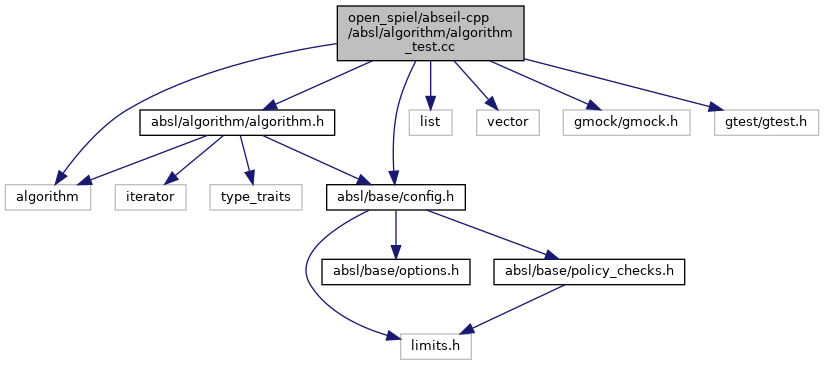 open_spiel/abseil-cpp
/absl/algorithm/algorithm
_test.cc
absl/algorithm/algorithm.h
list
vector
gmock/gmock.h
gtest/gtest.h
algorithm
iterator
type_traits
absl/base/config.h
absl/base/options.h
absl/base/policy_checks.h
limits.h